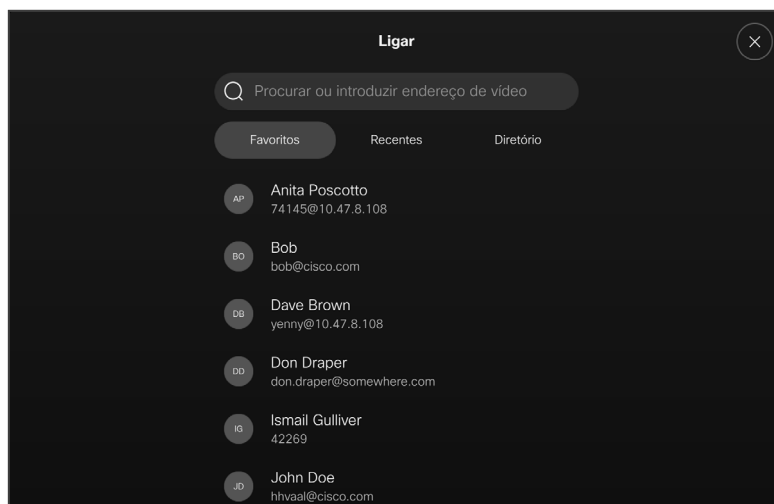 Ligar
Procurar ou introduzir endereço de vídeo
Favoritos Recentes Diretório
AP Anita Poscotto
74145@10.47.8.108
BO Bob
bob@cisco.com
DB Dave Brown
yenny@10.47.8.108
DD Don Draper
don.draper@somewhere.com
IG Ismail Gulliver
42269
JD John Doe
hhvaal@cisco.com